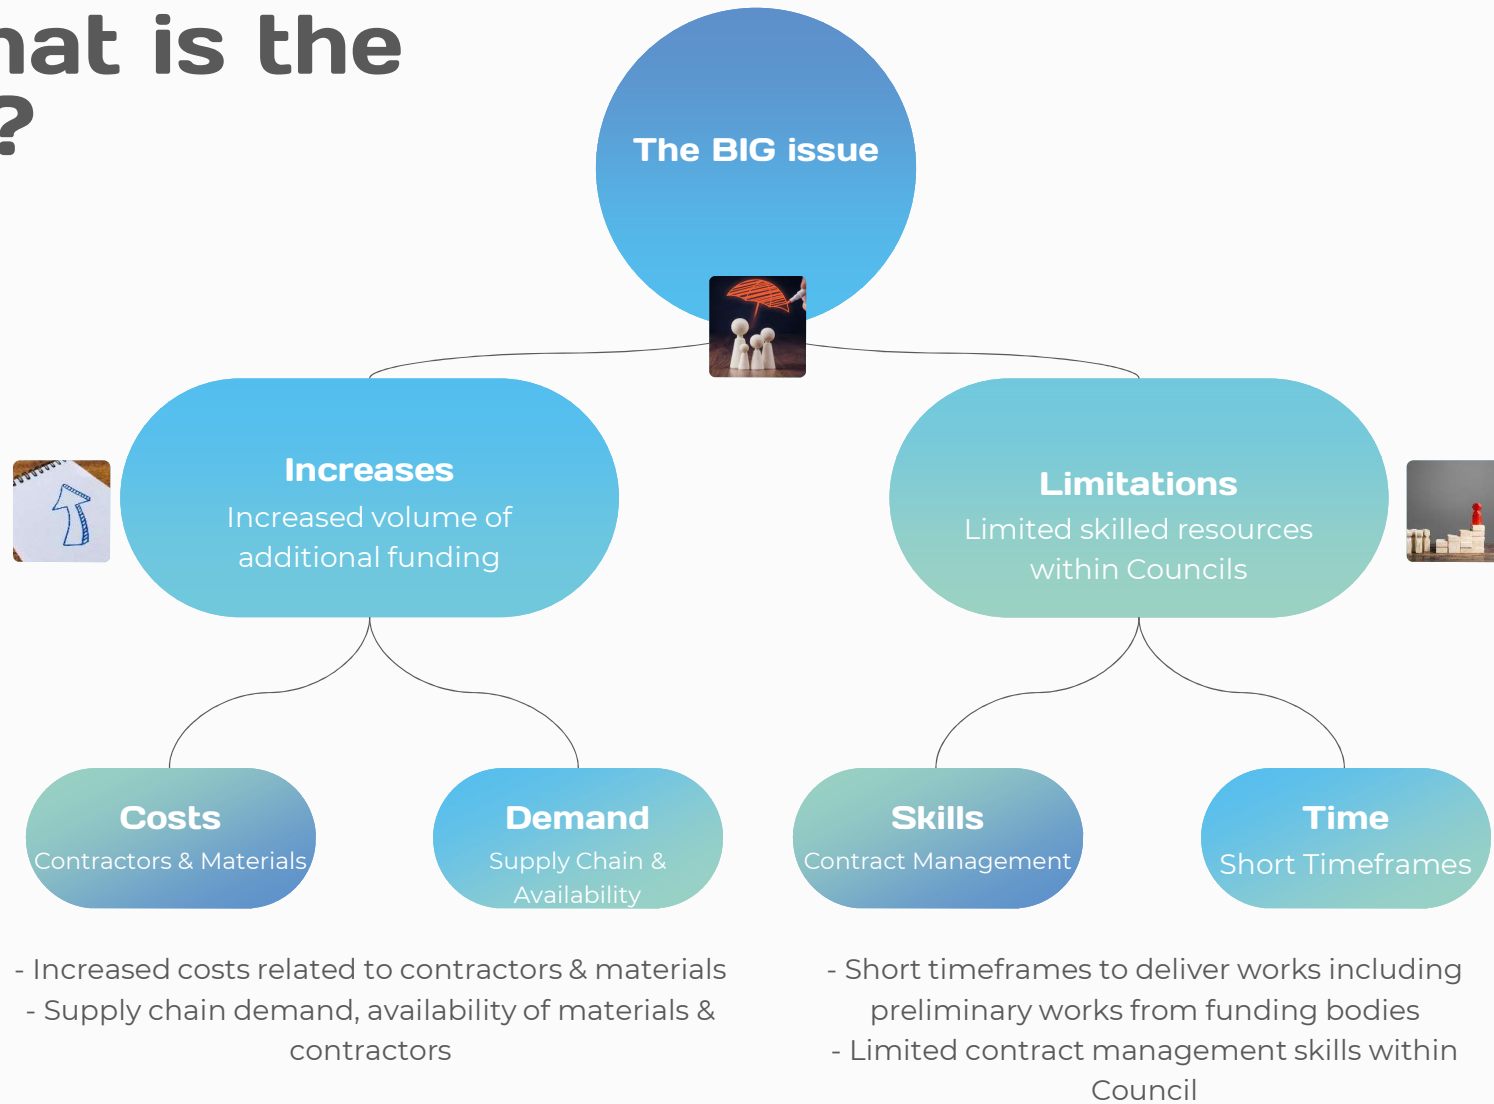 hat is the
?
The BIG issue
Increases
Increased volume of
additional funding
Limitations
Limited skilled resources
within Councils
Costs
Contractors & Materials
Demand
Supply Chain &
Availability
Skills
Contract Management
Time
Short Timeframes
- Increased costs related to contractors & materials
- Supply chain demand, availability of materials &
contractors
- Short timeframes to deliver works including
preliminary works from funding bodies
- Limited contract management skills within
Council